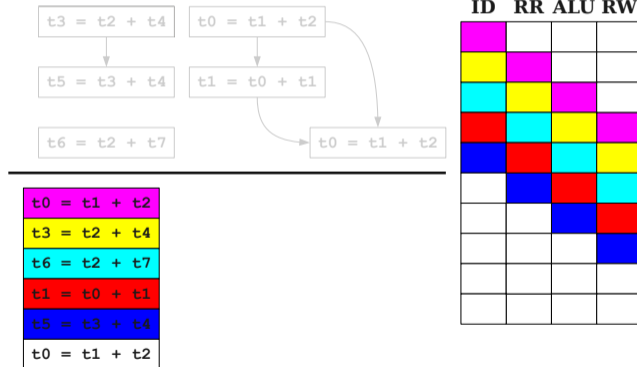 ID RR ALU RW
t3 = t2 + t4
t0 = t1 + t2
t5 = t3 + t4
t1 = t0 + t1
t6 = t2 + t7
t0 = t1 + t2
t0 = t1 + t2
t3 = t2 + t4
t6 = t2 + t7
t1 = t0 + t1
t5 = t3 + t4
t0 = t1 + t2